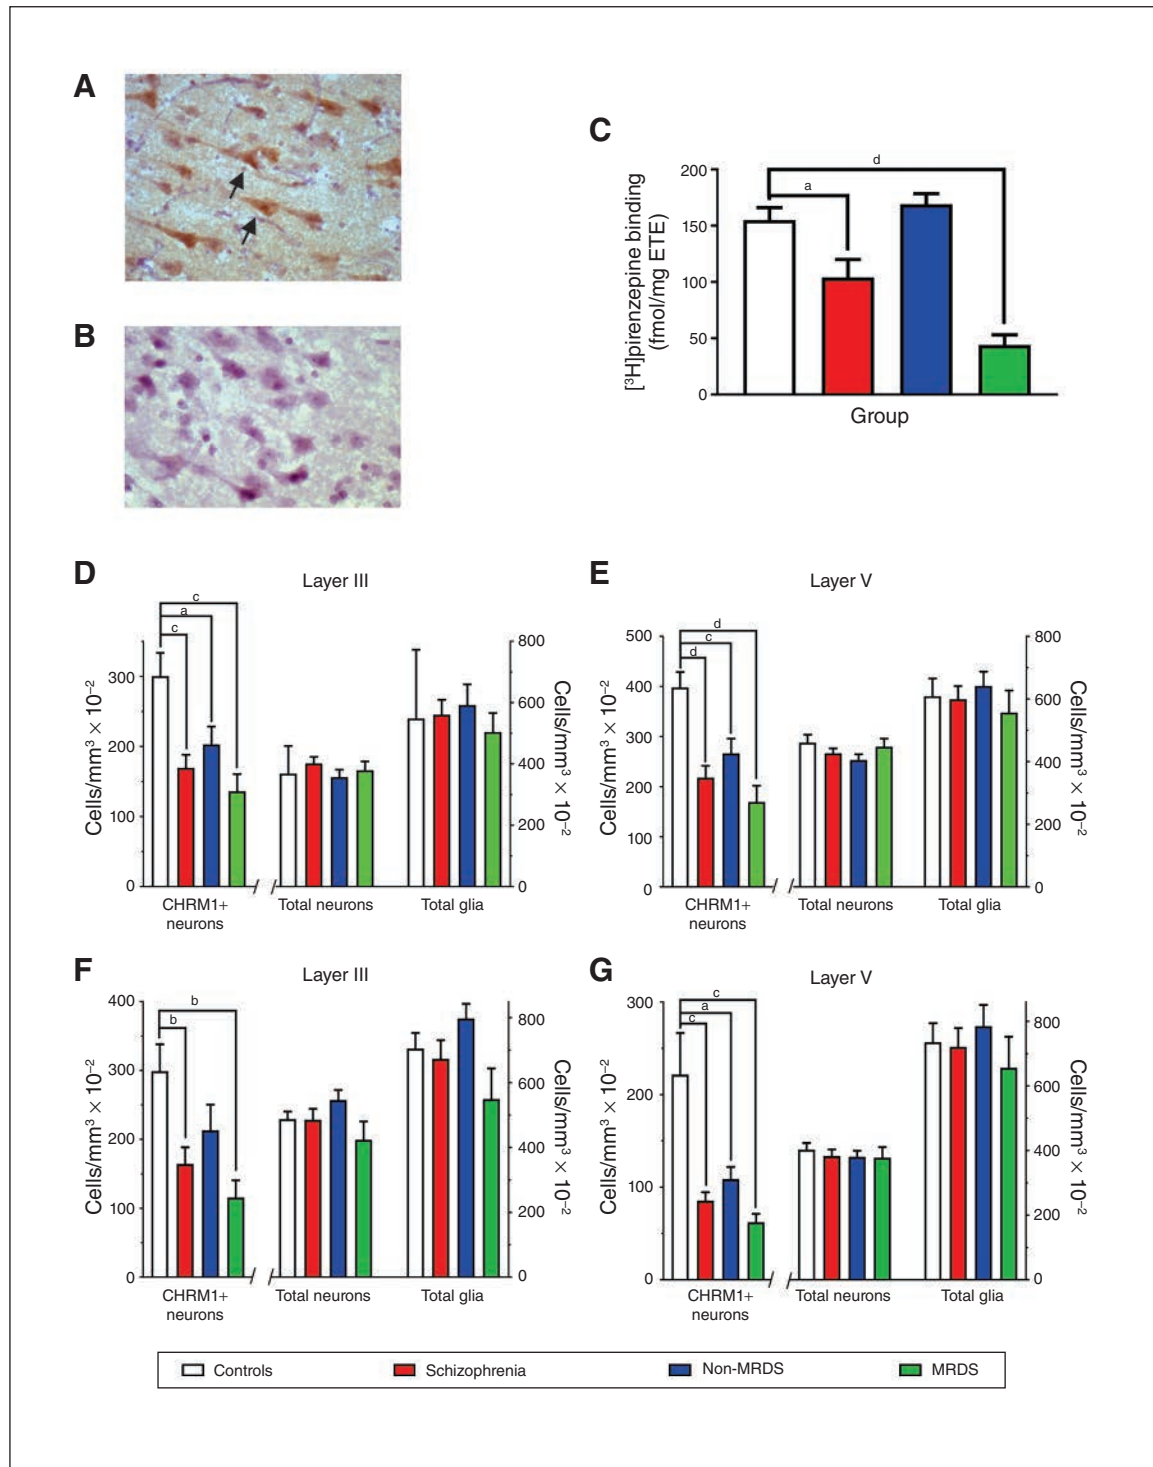 A
B
C
200
150
100
50
0
[³H]pirenzepine binding
(fmol/mg ETE)
d
a
Group
D
Layer III
c
a
c
300
200
100
0
Cells/mm³ × 10⁻²
800
600
400
200
0
Cells/mm³ × 10⁻²
CHRM1+
neurons
Total neurons
Total glia
E
Layer V
d
c
d
500
400
300
200
100
0
Cells/mm³ × 10⁻²
800
600
400
200
0
Cells/mm³ × 10⁻²
CHRM1+
neurons
Total neurons
Total glia
F
Layer III
b
b
400
300
200
100
0
Cells/mm³ × 10⁻²
800
600
400
200
0
Cells/mm³ × 10⁻²
CHRM1+
neurons
Total neurons
Total glia
G
Layer V
c
a
c
300
200
100
0
Cells/mm³ × 10⁻²
800
600
400
200
0
Cells/mm³ × 10⁻²
CHRM1+
neurons
Total neurons
Total glia
Controls
Schizophrenia
Non-MRDS
MRDS